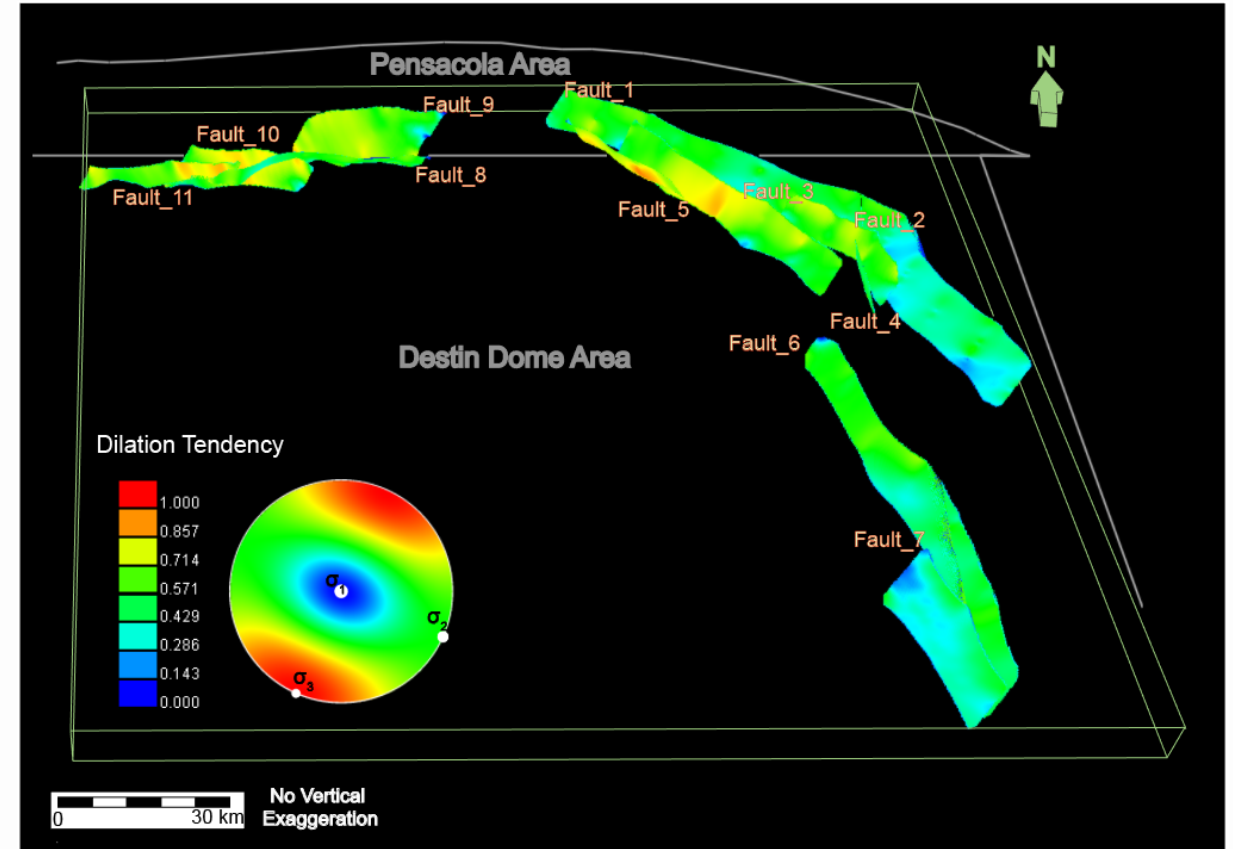 N
Pensacola Area
Fault_1
Fault_9
Fault_10
Fault_8
Fault_11
Fault_3
Fault_5
Fault_2
Fault_4
Fault_6
Destin Dome Area
Dilation Tendency
1.000
0.857
0.714
0.571
0.429
0.286
0.143
0.000
σ1
σ2
σ3
Fault_7
0
30 km
No Vertical
Exaggeration